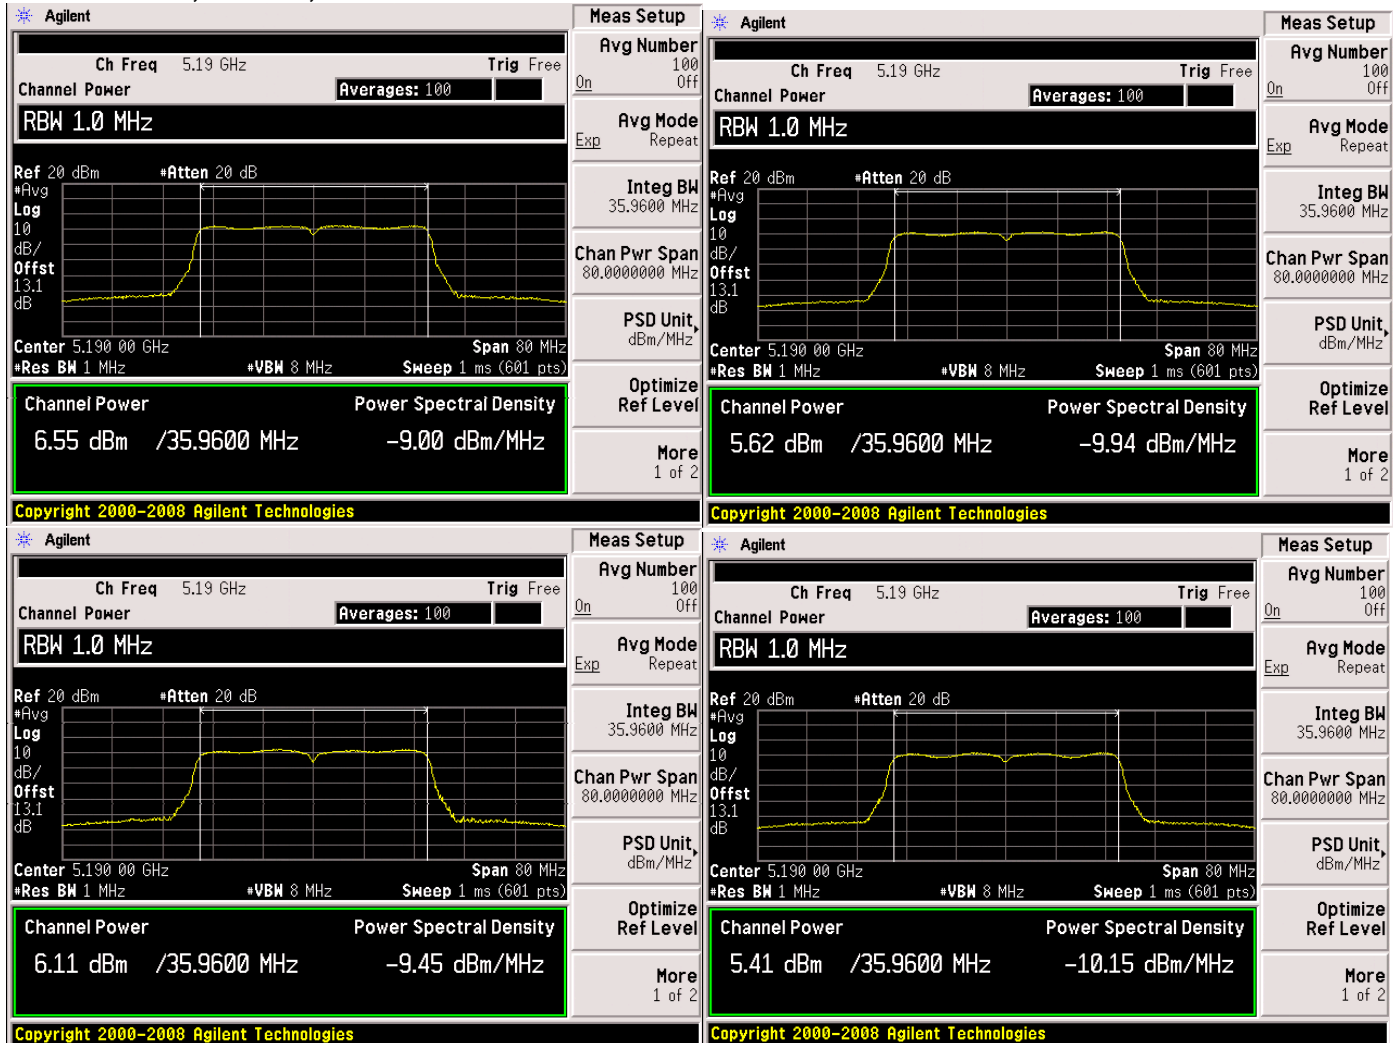 Agilent
Meas Setup
Ch Freq 5.19 GHz Trig Free
Channel Power Averages: 100
RBW 1.0 MHz
Ref 20 dBm #Atten 20 dB
#Avg
Log
10
dB/
Offst
13.1
dB
Center 5.190 00 GHz Span 80 MHz
#Res BW 1 MHz #VBW 8 MHz Sweep 1 ms (601 pts)
Channel Power Power Spectral Density
6.55 dBm /35.9600 MHz -9.00 dBm/MHz
Copyright 2000-2008 Agilent Technologies
Avg Number
100
On Off
Avg Mode
Exp Repeat
Integ BW
35.9600 MHz
Chan Pwr Span
80.0000000 MHz
PSD Unit
dBm/MHz
Optimize
Ref Level
More
1 of 2
Agilent
Meas Setup
Ch Freq 5.19 GHz Trig Free
Channel Power Averages: 100
RBW 1.0 MHz
Ref 20 dBm #Atten 20 dB
#Avg
Log
10
dB/
Offst
13.1
dB
Center 5.190 00 GHz Span 80 MHz
#Res BW 1 MHz #VBW 8 MHz Sweep 1 ms (601 pts)
Channel Power Power Spectral Density
5.62 dBm /35.9600 MHz -9.94 dBm/MHz
Copyright 2000-2008 Agilent Technologies
Avg Number
100
On Off
Avg Mode
Exp Repeat
Integ BW
35.9600 MHz
Chan Pwr Span
80.0000000 MHz
PSD Unit
dBm/MHz
Optimize
Ref Level
More
1 of 2
Agilent
Meas Setup
Ch Freq 5.19 GHz Trig Free
Channel Power Averages: 100
RBW 1.0 MHz
Ref 20 dBm #Atten 20 dB
#Avg
Log
10
dB/
Offst
13.1
dB
Center 5.190 00 GHz Span 80 MHz
#Res BW 1 MHz #VBW 8 MHz Sweep 1 ms (601 pts)
Channel Power Power Spectral Density
6.11 dBm /35.9600 MHz -9.45 dBm/MHz
Copyright 2000-2008 Agilent Technologies
Avg Number
100
On Off
Avg Mode
Exp Repeat
Integ BW
35.9600 MHz
Chan Pwr Span
80.0000000 MHz
PSD Unit
dBm/MHz
Optimize
Ref Level
More
1 of 2
Agilent
Meas Setup
Ch Freq 5.19 GHz Trig Free
Channel Power Averages: 100
RBW 1.0 MHz
Ref 20 dBm #Atten 20 dB
#Avg
Log
10
dB/
Offst
13.1
dB
Center 5.190 00 GHz Span 80 MHz
#Res BW 1 MHz #VBW 8 MHz Sweep 1 ms (601 pts)
Channel Power Power Spectral Density
5.41 dBm /35.9600 MHz -10.15 dBm/MHz
Copyright 2000-2008 Agilent Technologies
Avg Number
100
On Off
Avg Mode
Exp Repeat
Integ BW
35.9600 MHz
Chan Pwr Span
80.0000000 MHz
PSD Unit
dBm/MHz
Optimize
Ref Level
More
1 of 2